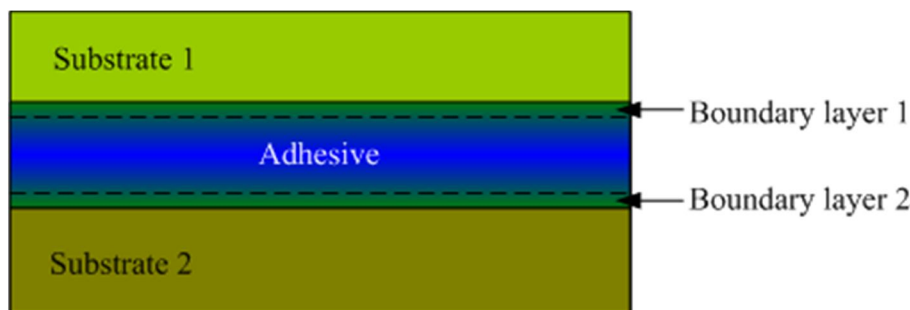 Substrate 1
Boundary layer 1
Adhesive
Boundary layer 2
Substrate 2